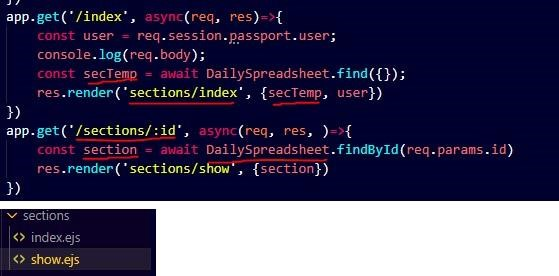 app.get('/index', async(req, res)=>{
const user = req.session.passport.user;
console.log(req.body);
const secTemp = await DailySpreadsheet.find({});
res.render('sections/index', {secTemp, user})
})
app.get('/sections/:id', async(req, res, )=>{
const section = await DailySpreadsheet.findById(req.params.id)
res.render('sections/show', {section})
})
sections
<> index.ejs
<> show.ejs